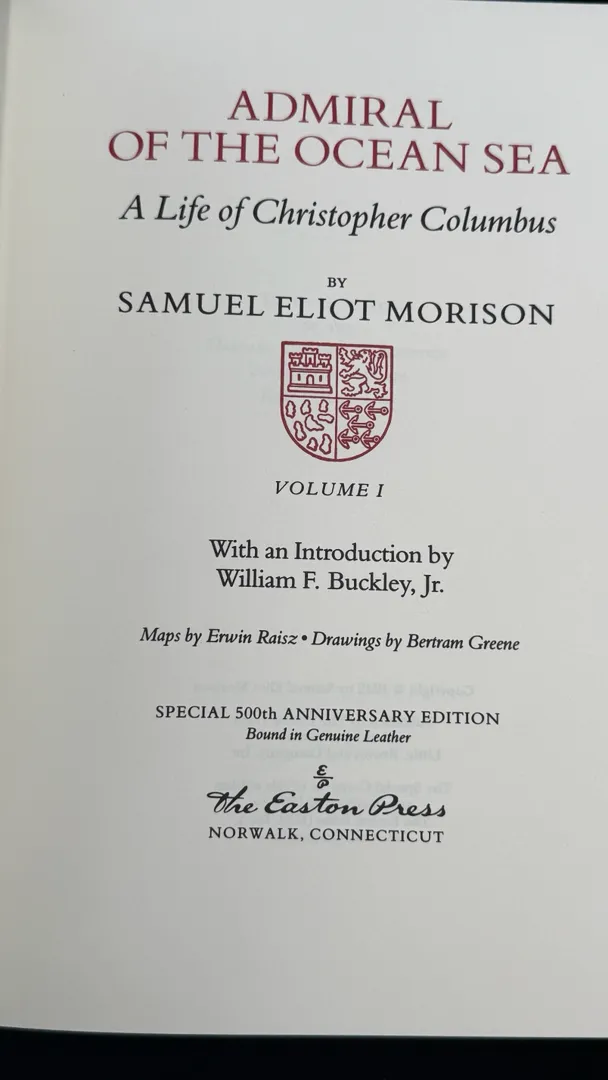 ADMIRAL
OF THE OCEAN SEA
A Life of Christopher Columbus
BY
SAMUEL ELIOT MORISON
VOLUME I
With an Introduction by
William F. Buckley, Jr.
Maps by Erwin Raisz • Drawings by Bertram Greene
SPECIAL 500th ANNIVERSARY EDITION
Bound in Genuine Leather
E
P
The Easton Press
NORWALK, CONNECTICUT